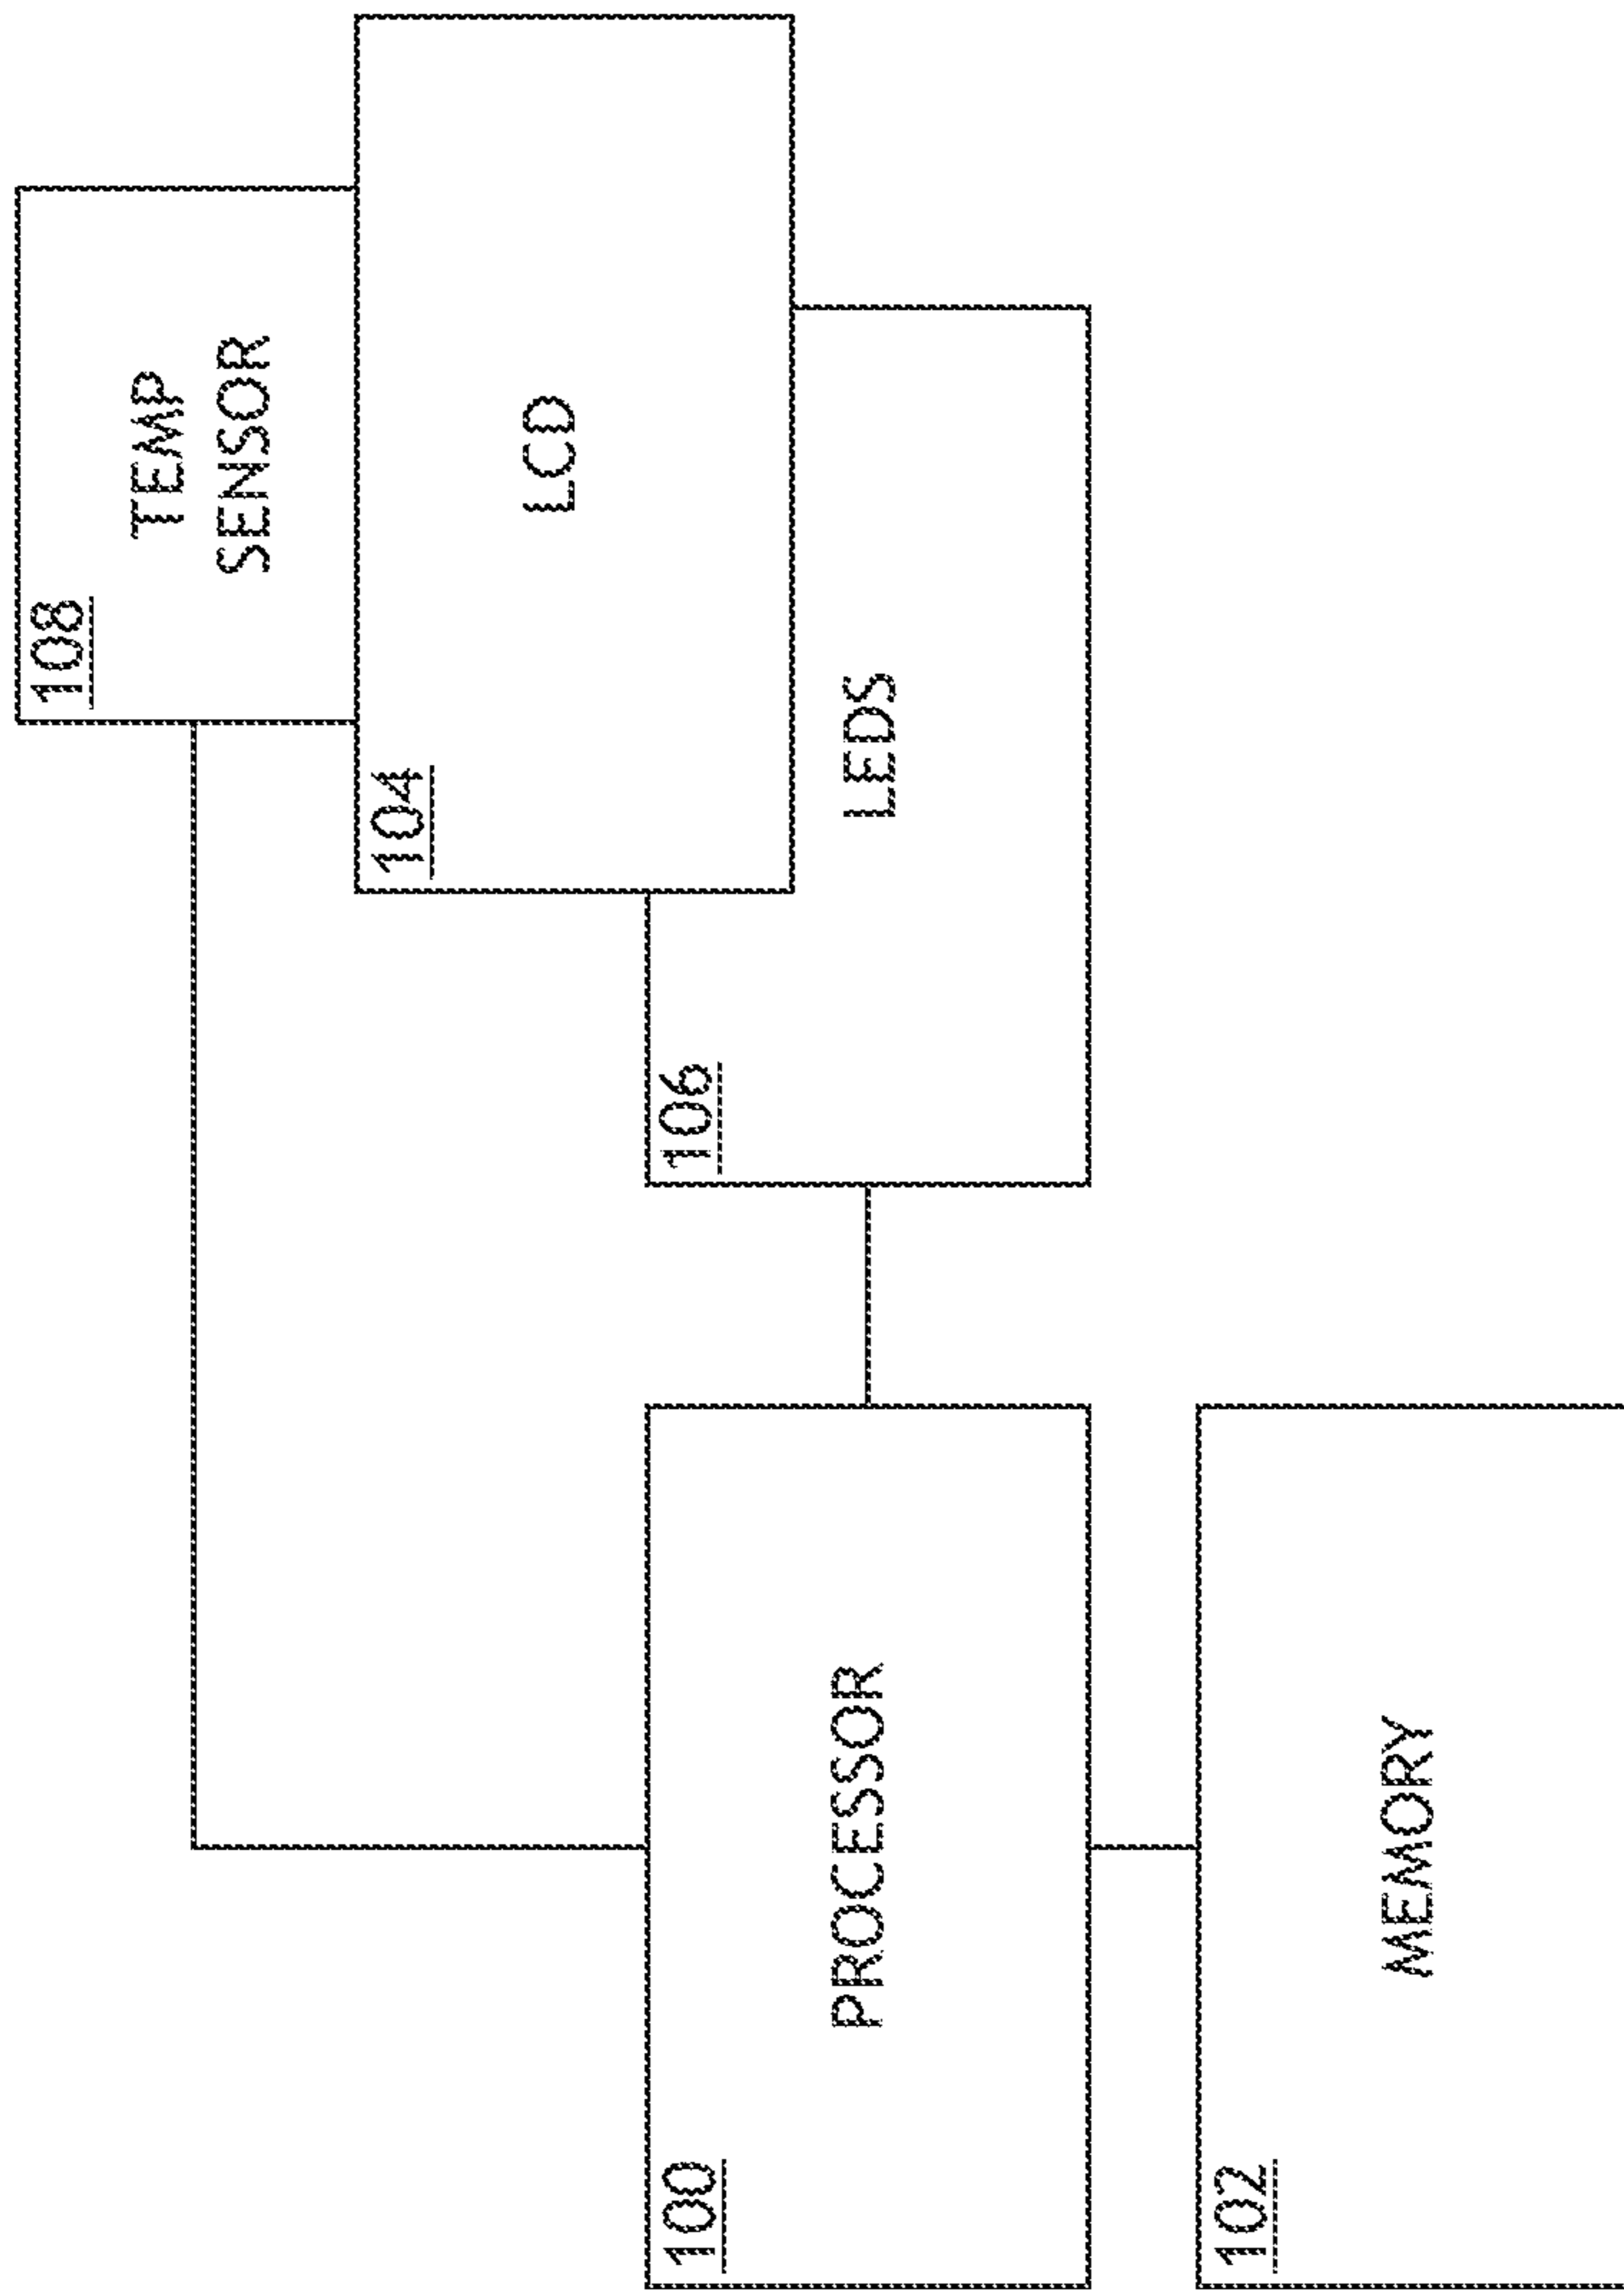 108
TEMP
SENSOR
104
LCD
106
LEDS
100
PROCESSOR
102
MEMORY